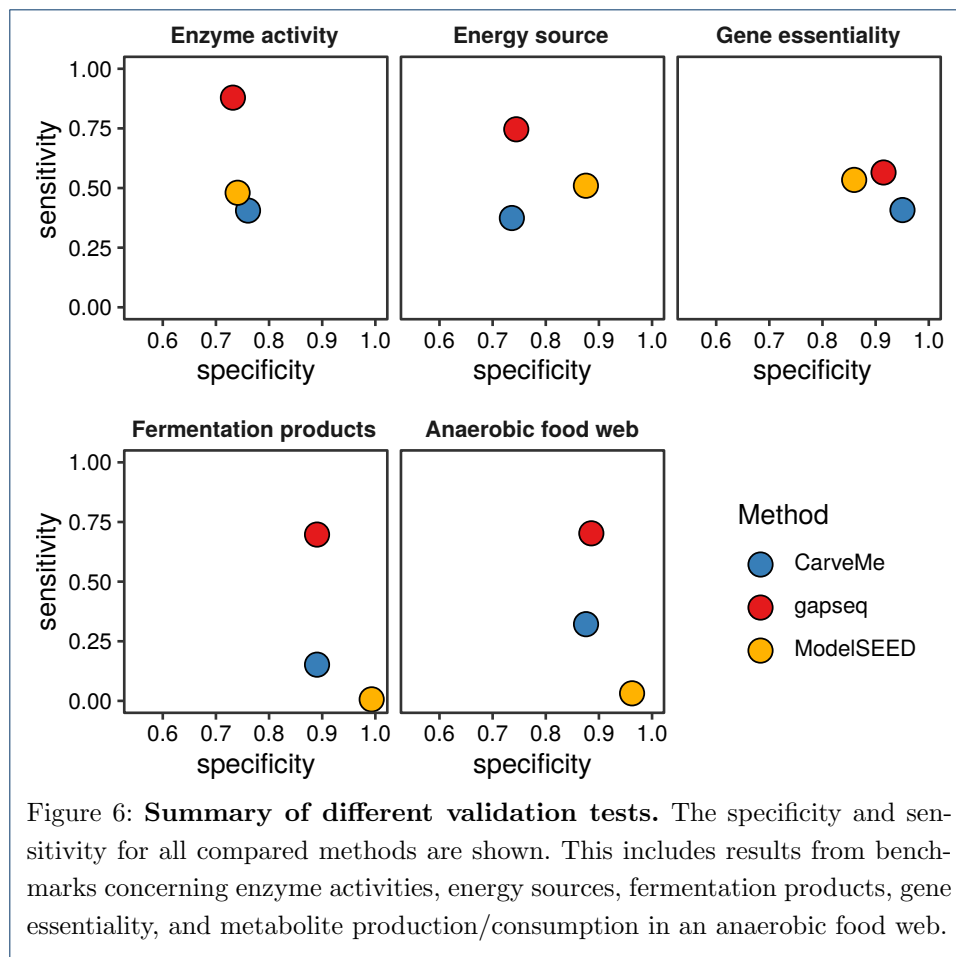 Enzyme activity
Energy source
Gene essentiality
1.00
0.75
0.50
0.25
0.00
sensitivity
0.6 0.7 0.8 0.9 1.0
specificity
0.6 0.7 0.8 0.9 1.0
specificity
0.6 0.7 0.8 0.9 1.0
specificity
Fermentation products
Anaerobic food web
1.00
0.75
0.50
0.25
0.00
sensitivity
0.6 0.7 0.8 0.9 1.0
specificity
0.6 0.7 0.8 0.9 1.0
specificity
Method
CarveMe
gapseq
ModelSEED
Figure 6: Summary of different validation tests. The specificity and sen-
sitivity for all compared methods are shown. This includes results from bench-
marks concerning enzyme activities, energy sources, fermentation products, gene
essentiality, and metabolite production/consumption in an anaerobic food web.